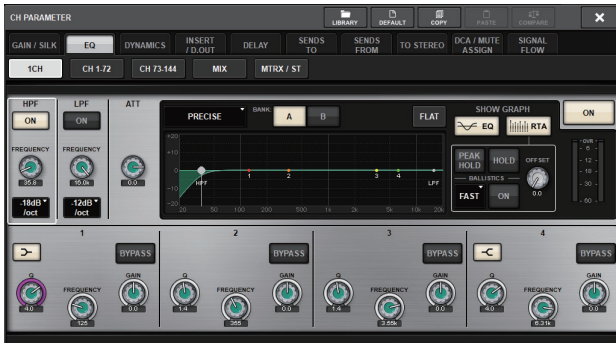 CH PARAMETER
LIBRARY DEFAULT COPY PASTE COMPARE
GAIN / SILK EQ DYNAMICS INSERT / D.OUT DELAY SENDS TO SENDS FROM TO STEREO DCA / MUTE ASSIGN SIGNAL FLOW
1CH CH 1-72 CH 73-144 MIX MTRX / ST
HPF LPF ATT
ON ON
PRECISE BANK: A B FLAT
SHOW GRAPH
EQ RTA
ON
FREQUENCY FREQUENCY
35.8 16.0k 0.0
-18dB /oct -12dB /oct
+20
+10
0
-10
-20
HPF 1 2 3 4 LPF
20 50 100 200 500 1k 2k 5k 10k 20k
PEAK HOLD HOLD OFFSET
BALLISTICS
FAST ON 0.0
OVR
0
6
12
18
30
60
1 2 3 4
BYPASS BYPASS BYPASS BYPASS
Q FREQUENCY GAIN Q FREQUENCY GAIN Q FREQUENCY GAIN Q FREQUENCY GAIN
4.0 125 0.0 1.4 355 0.0 1.4 3.55k 0.0 4.0 6.31k 0.0